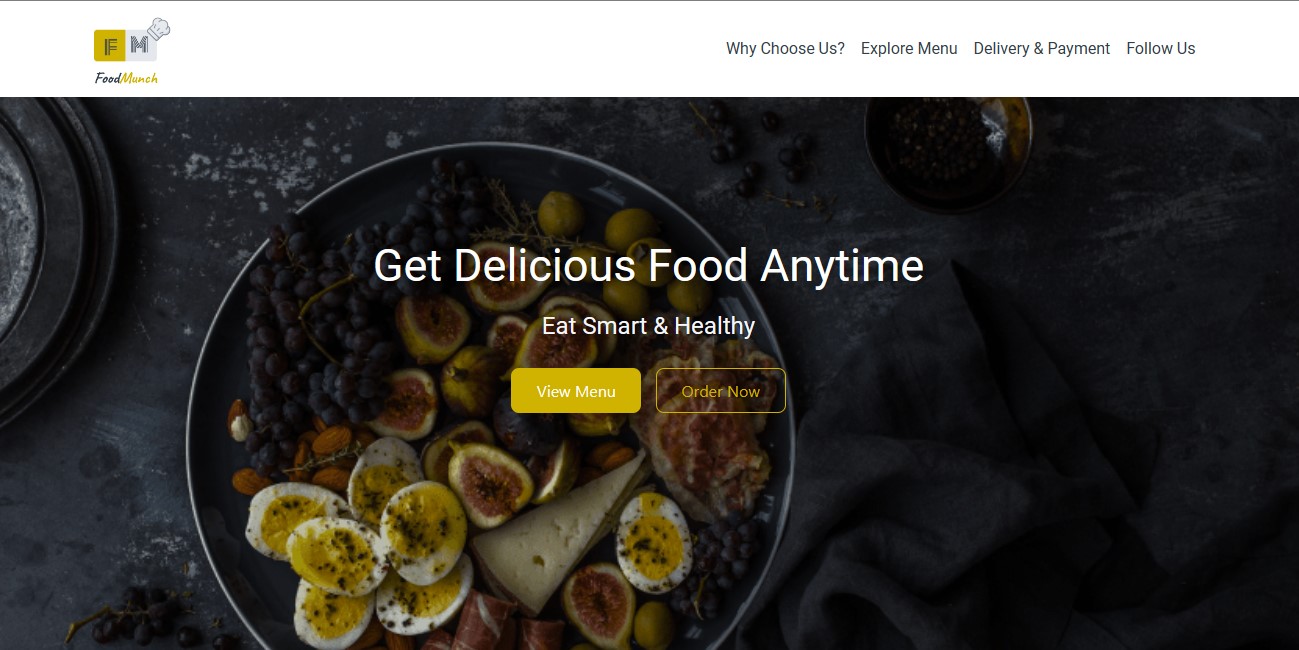 FM
FoodMunch
Why Choose Us? Explore Menu Delivery & Payment Follow Us
Get Delicious Food Anytime
Eat Smart & Healthy
View Menu Order Now